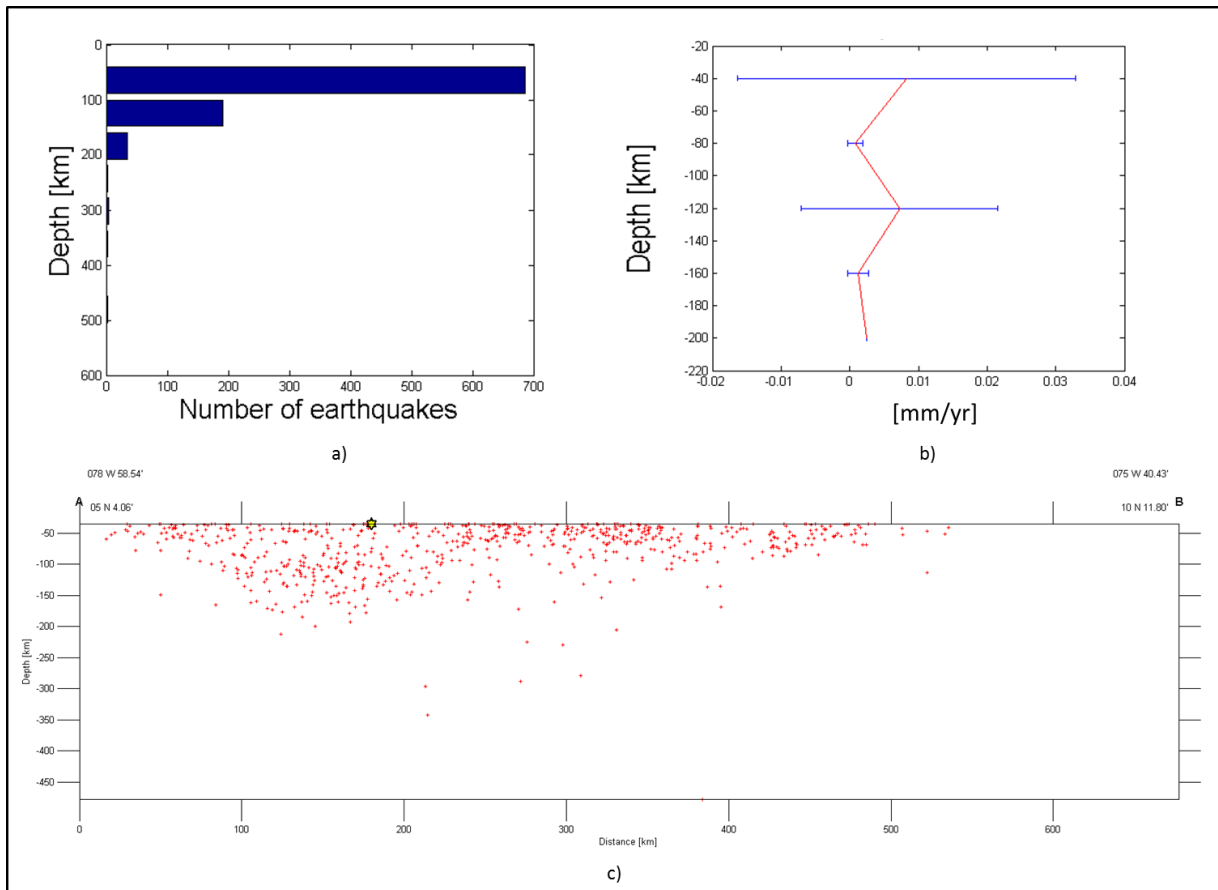 0
100
200
300
400
500
600
Depth [km]
0 100 200 300 400 500 600 700
Number of earthquakes
a)
-20
-40
-60
-80
-100
-120
-140
-160
-180
-200
-220
Depth [km]
-0.02 -0.01 0 0.01 0.02 0.03 0.04
[mm/yr]
b)
078 W 58.54' 075 W 40.43'
A B
05 N 4.06' 10 N 11.80'
-50
-100
-150
-200
-250
-300
-350
-400
-450
Depth [km]
0 100 200 300 400 500 600
Distance [km]
c)